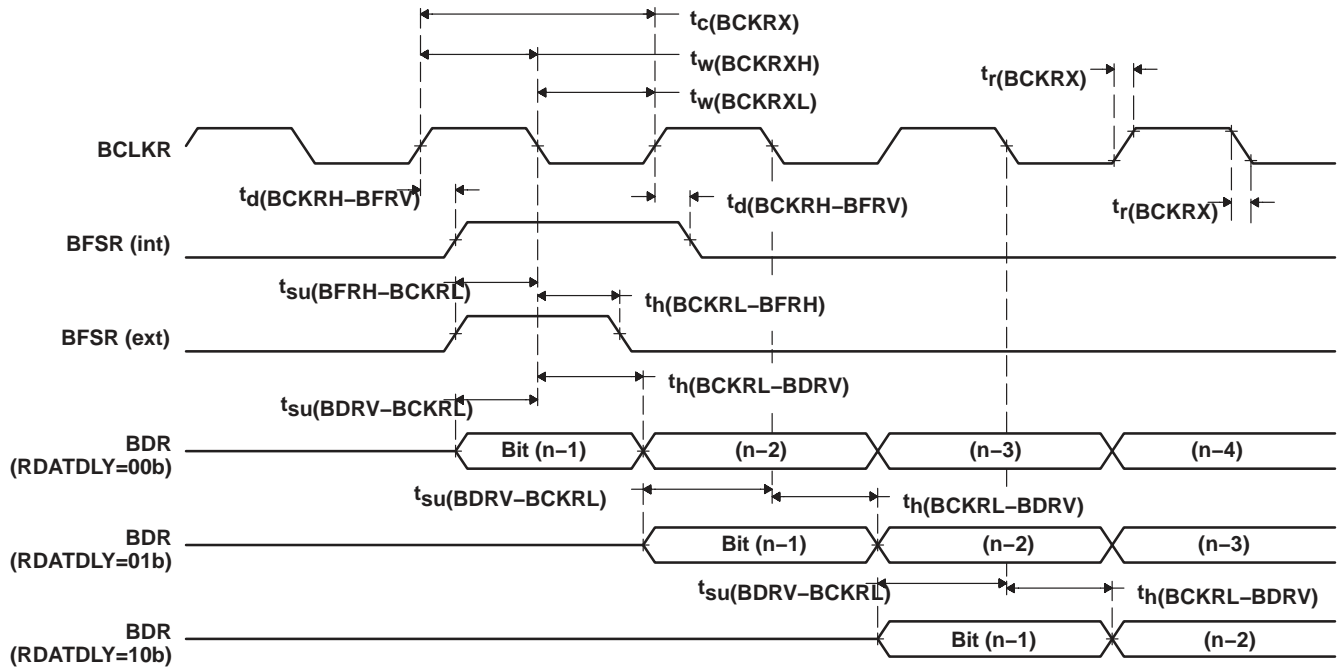 tc(BCKRX)
tw(BCKRXH)
tr(BCKRX)
tw(BCKRXL)
BCLKR
td(BCKRH–BFRV)
td(BCKRH–BFRV)
tr(BCKRX)
BFSR (int)
tsu(BFRH–BCKRL)
th(BCKRL–BFRH)
BFSR (ext)
th(BCKRL–BDRV)
tsu(BDRV–BCKRL)
BDR
(RDATDLY=00b)
Bit (n–1)
(n–2)
(n–3)
(n–4)
tsu(BDRV–BCKRL)
th(BCKRL–BDRV)
BDR
(RDATDLY=01b)
Bit (n–1)
(n–2)
(n–3)
tsu(BDRV–BCKRL)
th(BCKRL–BDRV)
BDR
(RDATDLY=10b)
Bit (n–1)
(n–2)